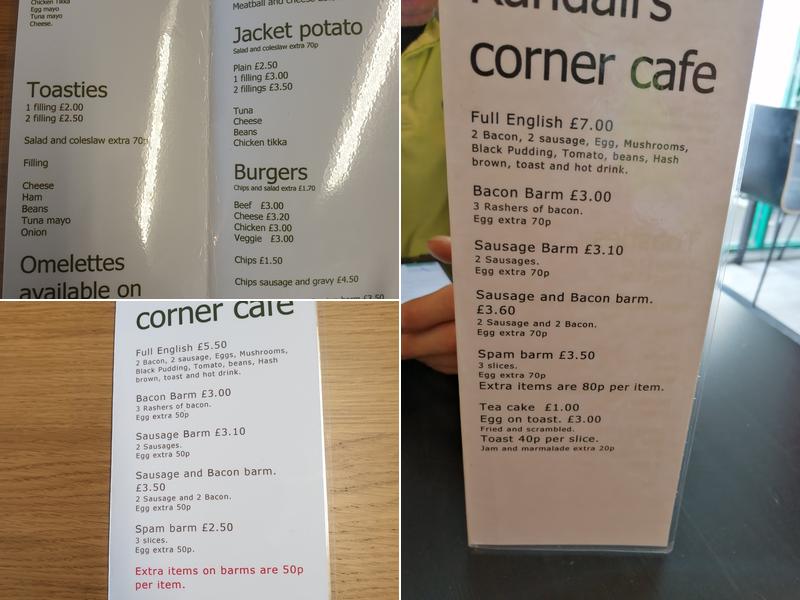 Chicken Tikka
Egg mayo
Tuna mayo
Cheese.
Toasties
1 filling £2.00
2 filling £2.50
Salad and coleslaw extra 70p
Filling
Cheese
Ham
Beans
Tuna mayo
Onion
Omelettes
available on
Meatball and cheese
Jacket potato
Salad and coleslaw extra 70p
Plain £2.50
1 filling £3.00
2 fillings £3.50
Tuna
Cheese
Beans
Chicken tikka
Burgers
Chips and salad extra £1.70
Beef £3.00
Cheese £3.20
Chicken £3.00
Veggie £3.00
Chips £1.50
Chips sausage and gravy £4.50
corner cafe
Full English £5.50
2 Bacon, 2 sausage, Eggs, Mushrooms,
Black Pudding, Tomato, beans, Hash
brown, toast and hot drink.
Bacon Barm £3.00
3 Rashers of bacon.
Egg extra 50p
Sausage Barm £3.10
2 Sausages.
Egg extra 50p
Sausage and Bacon barm.
£3.50
2 Sausage and 2 Bacon.
Egg extra 50p
Spam barm £2.50
3 slices.
Egg extra 50p.
Extra items on barms are 50p
per item.
Randall's
corner cafe
Full English £7.00
2 Bacon, 2 sausage, Egg, Mushrooms,
Black Pudding, Tomato, beans, Hash
brown, toast and hot drink.
Bacon Barm £3.00
3 Rashers of bacon.
Egg extra 70p
Sausage Barm £3.10
2 Sausages.
Egg extra 70p
Sausage and Bacon barm.
£3.60
2 Sausage and 2 Bacon.
Egg extra 70p
Spam barm £3.50
3 slices.
Egg extra 70p
Extra items are 80p per item.
Tea cake £1.00
Egg on toast. £3.00
Fried and scrambled.
Toast 40p per slice.
Jam and marmalade extra 20p